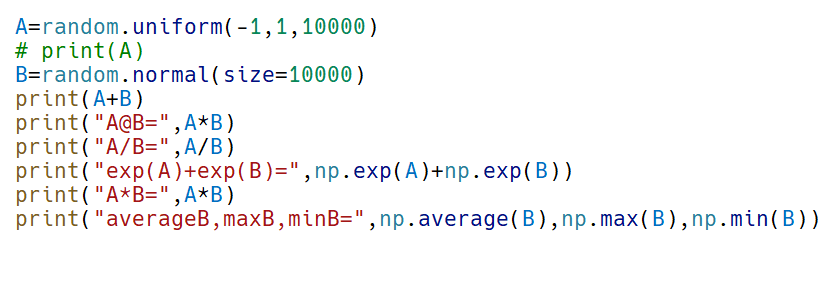 A=random.uniform(-1,1,10000)
# print(A)
B=random.normal(size=10000)
print(A+B)
print("A@B=",A*B)
print("A/B=",A/B)
print("exp(A)+exp(B)=",np.exp(A)+np.exp(B))
print("A*B=",A*B)
print("averageB,maxB,minB=",np.average(B),np.max(B),np.min(B))